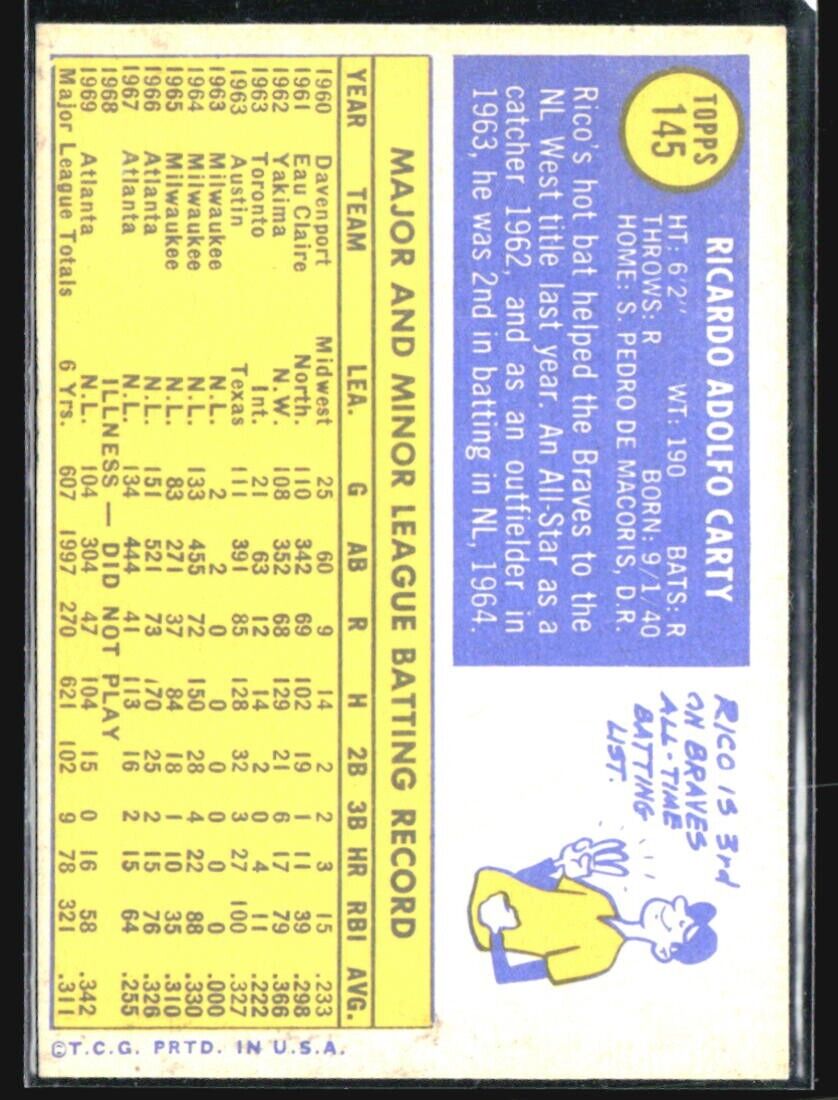 TOPPS
145
RICARDO ADOLFO CARTY
HT: 6'2" WT: 190 BATS: R
THROWS: R BORN: 9/1/40
HOME: S. PEDRO DE MACORIS, D.R.
Rico's hot bat helped the Braves to the
NL West title last year. An All-Star as a
catcher 1962, and as an outfielder in
1963, he was 2nd in batting in NL, 1964.
RICO IS 3rd
ON BRAVES
ALL-TIME
BATTING
LIST.
MAJOR AND MINOR LEAGUE BATTING RECORD
YEAR TEAM LEA. G AB R H 2B 3B HR RBI AVG.
1960 Davenport Midwest 25 60 9 14 2 2 3 15 .233
1961 Eau Claire North. 110 342 69 102 19 1 11 39 .298
1962 Yakima N.W. 108 352 68 129 21 6 17 79 .366
1963 Toronto Int. 21 63 12 14 2 0 4 11 .222
1963 Austin Texas 111 391 85 128 32 3 27 100 .327
1963 Milwaukee N.L. 2 2 0 0 0 0 0 0 .000
1964 Milwaukee N.L. 133 455 72 150 28 4 22 88 .330
1965 Milwaukee N.L. 83 271 37 84 18 1 10 35 .310
1966 Atlanta N.L. 151 521 73 170 25 2 15 76 .326
1967 Atlanta N.L. 134 444 41 113 16 2 15 64 .255
1968 ILLNESS — DID NOT PLAY
1969 Atlanta N.L. 104 304 47 104 15 0 16 58 .342
Major League Totals 6 Yrs. 607 1997 270 621 102 9 78 321 .311
©T.C.G. PRTD. IN U.S.A.